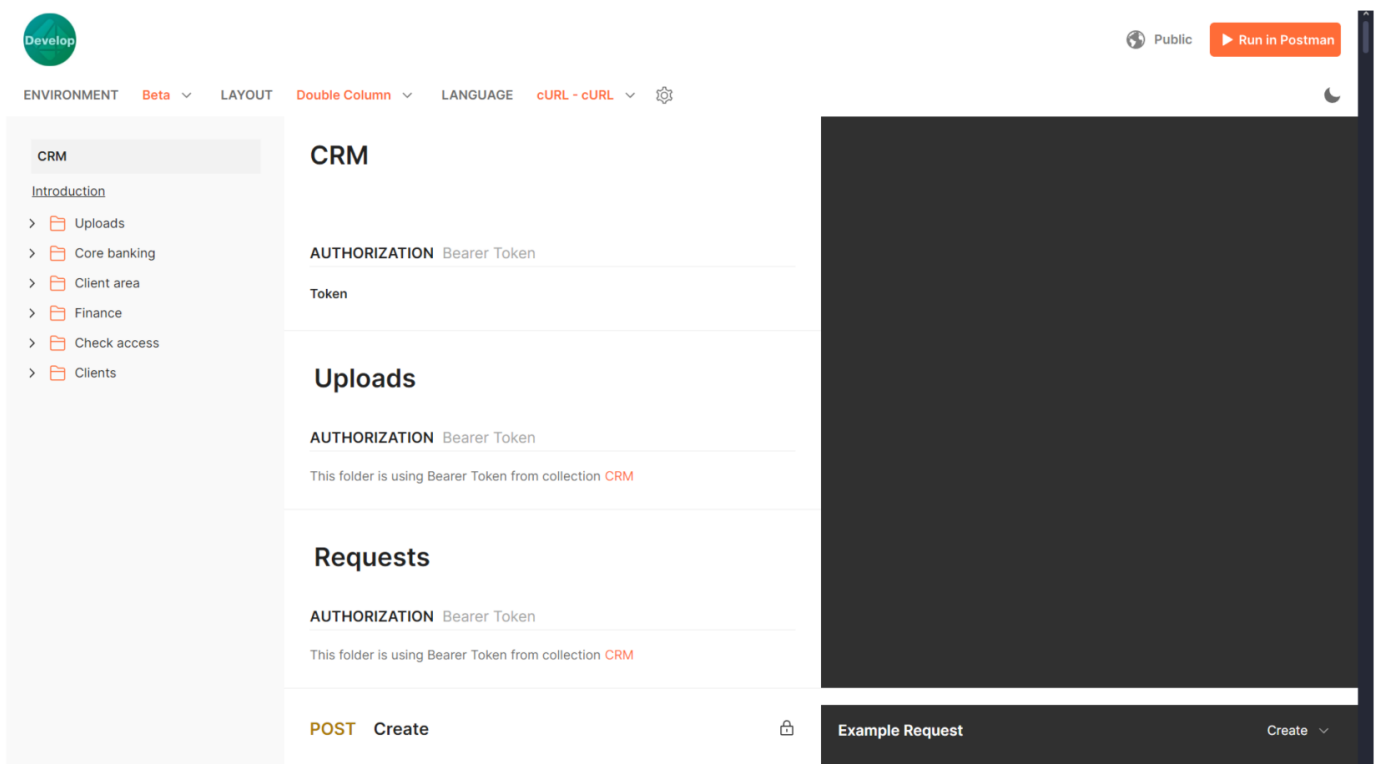 Develop
Public
Run in Postman
ENVIRONMENT Beta LAYOUT Double Column LANGUAGE cURL - cURL
CRM
Introduction
Uploads
Core banking
Client area
Finance
Check access
Clients
CRM
AUTHORIZATION Bearer Token
Token
Uploads
AUTHORIZATION Bearer Token
This folder is using Bearer Token from collection CRM
Requests
AUTHORIZATION Bearer Token
This folder is using Bearer Token from collection CRM
POST Create
Example Request
Create